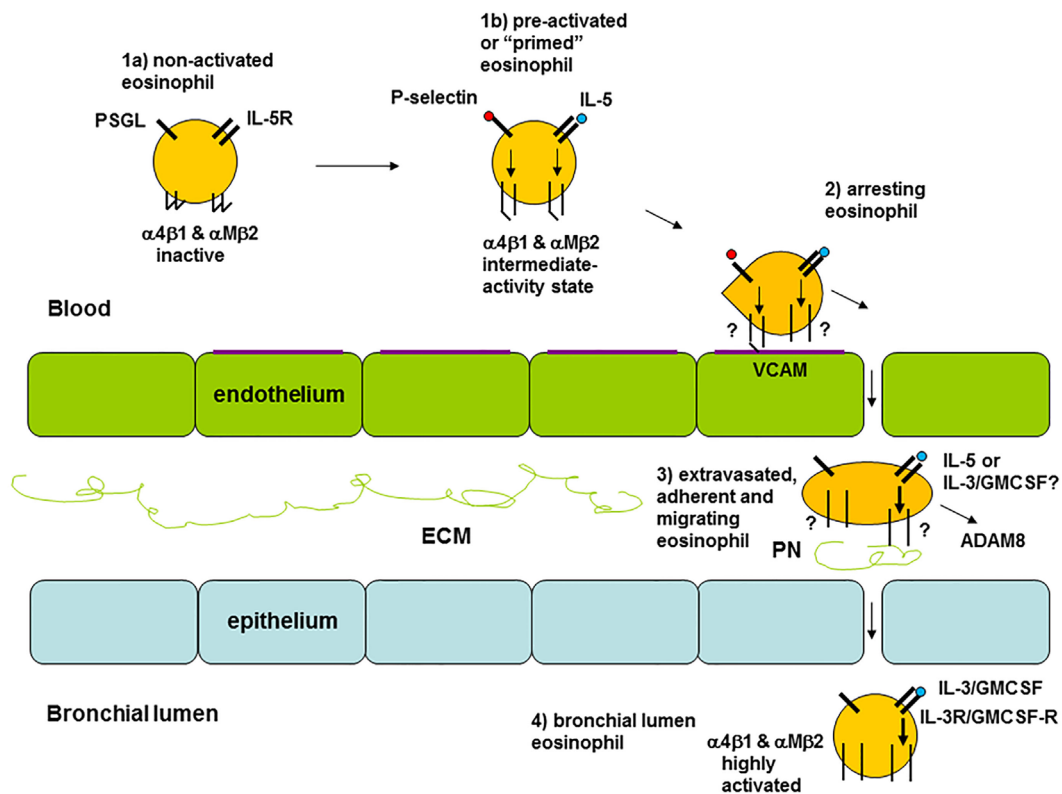 1a) non-activated
eosinophil
PSGL
IL-5R
α4β1 & αMβ2
inactive
1b) pre-activated
or “primed”
eosinophil
P-selectin
IL-5
α4β1 & αMβ2
intermediate-
activity state
2) arresting
eosinophil
?
?
Blood
VCAM
endothelium
3) extravasated,
adherent and
migrating
eosinophil
IL-5 or
IL-3/GMCSF?
?
?
ADAM8
PN
ECM
epithelium
Bronchial lumen
4) bronchial lumen
eosinophil
IL-3/GMCSF
IL-3R/GMCSF-R
α4β1 & αMβ2
highly
activated